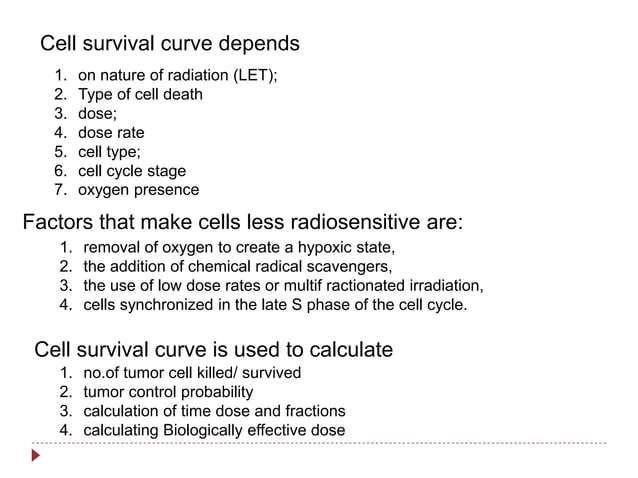 Cell survival curve depends
1. on nature of radiation (LET);
2. Type of cell death
3. dose;
4. dose rate
5. cell type;
6. cell cycle stage
7. oxygen presence
Factors that make cells less radiosensitive are:
1. removal of oxygen to create a hypoxic state,
2. the addition of chemical radical scavengers,
3. the use of low dose rates or multif ractionated irradiation,
4. cells synchronized in the late S phase of the cell cycle.
Cell survival curve is used to calculate
1. no.of tumor cell killed/ survived
2. tumor control probability
3. calculation of time dose and fractions
4. calculating Biologically effective dose